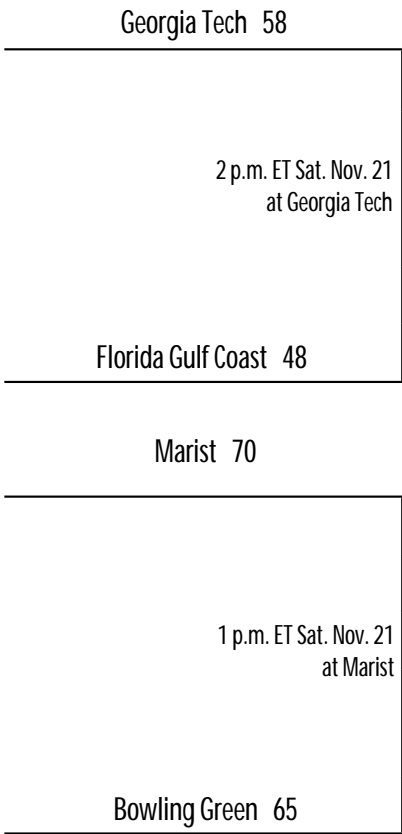 Georgia Tech 58
2 p.m. ET Sat. Nov. 21
at Georgia Tech
Florida Gulf Coast 48
Marist 70
1 p.m. ET Sat. Nov. 21
at Marist
Bowling Green 65